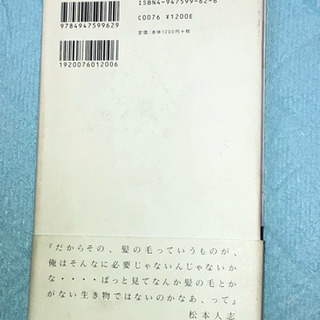 ISBN4-947599-62-6
C0076 ¥1200E
定価：本体1200円＋税
9784947599629
1920076012006
『だからその、髪の毛っていうものが、
俺はそんなに必要じゃないんじゃないか
な・・・・ぱっと見てなんか髪の毛とか
がない生き物ではないのかなあ、って』
松本人志